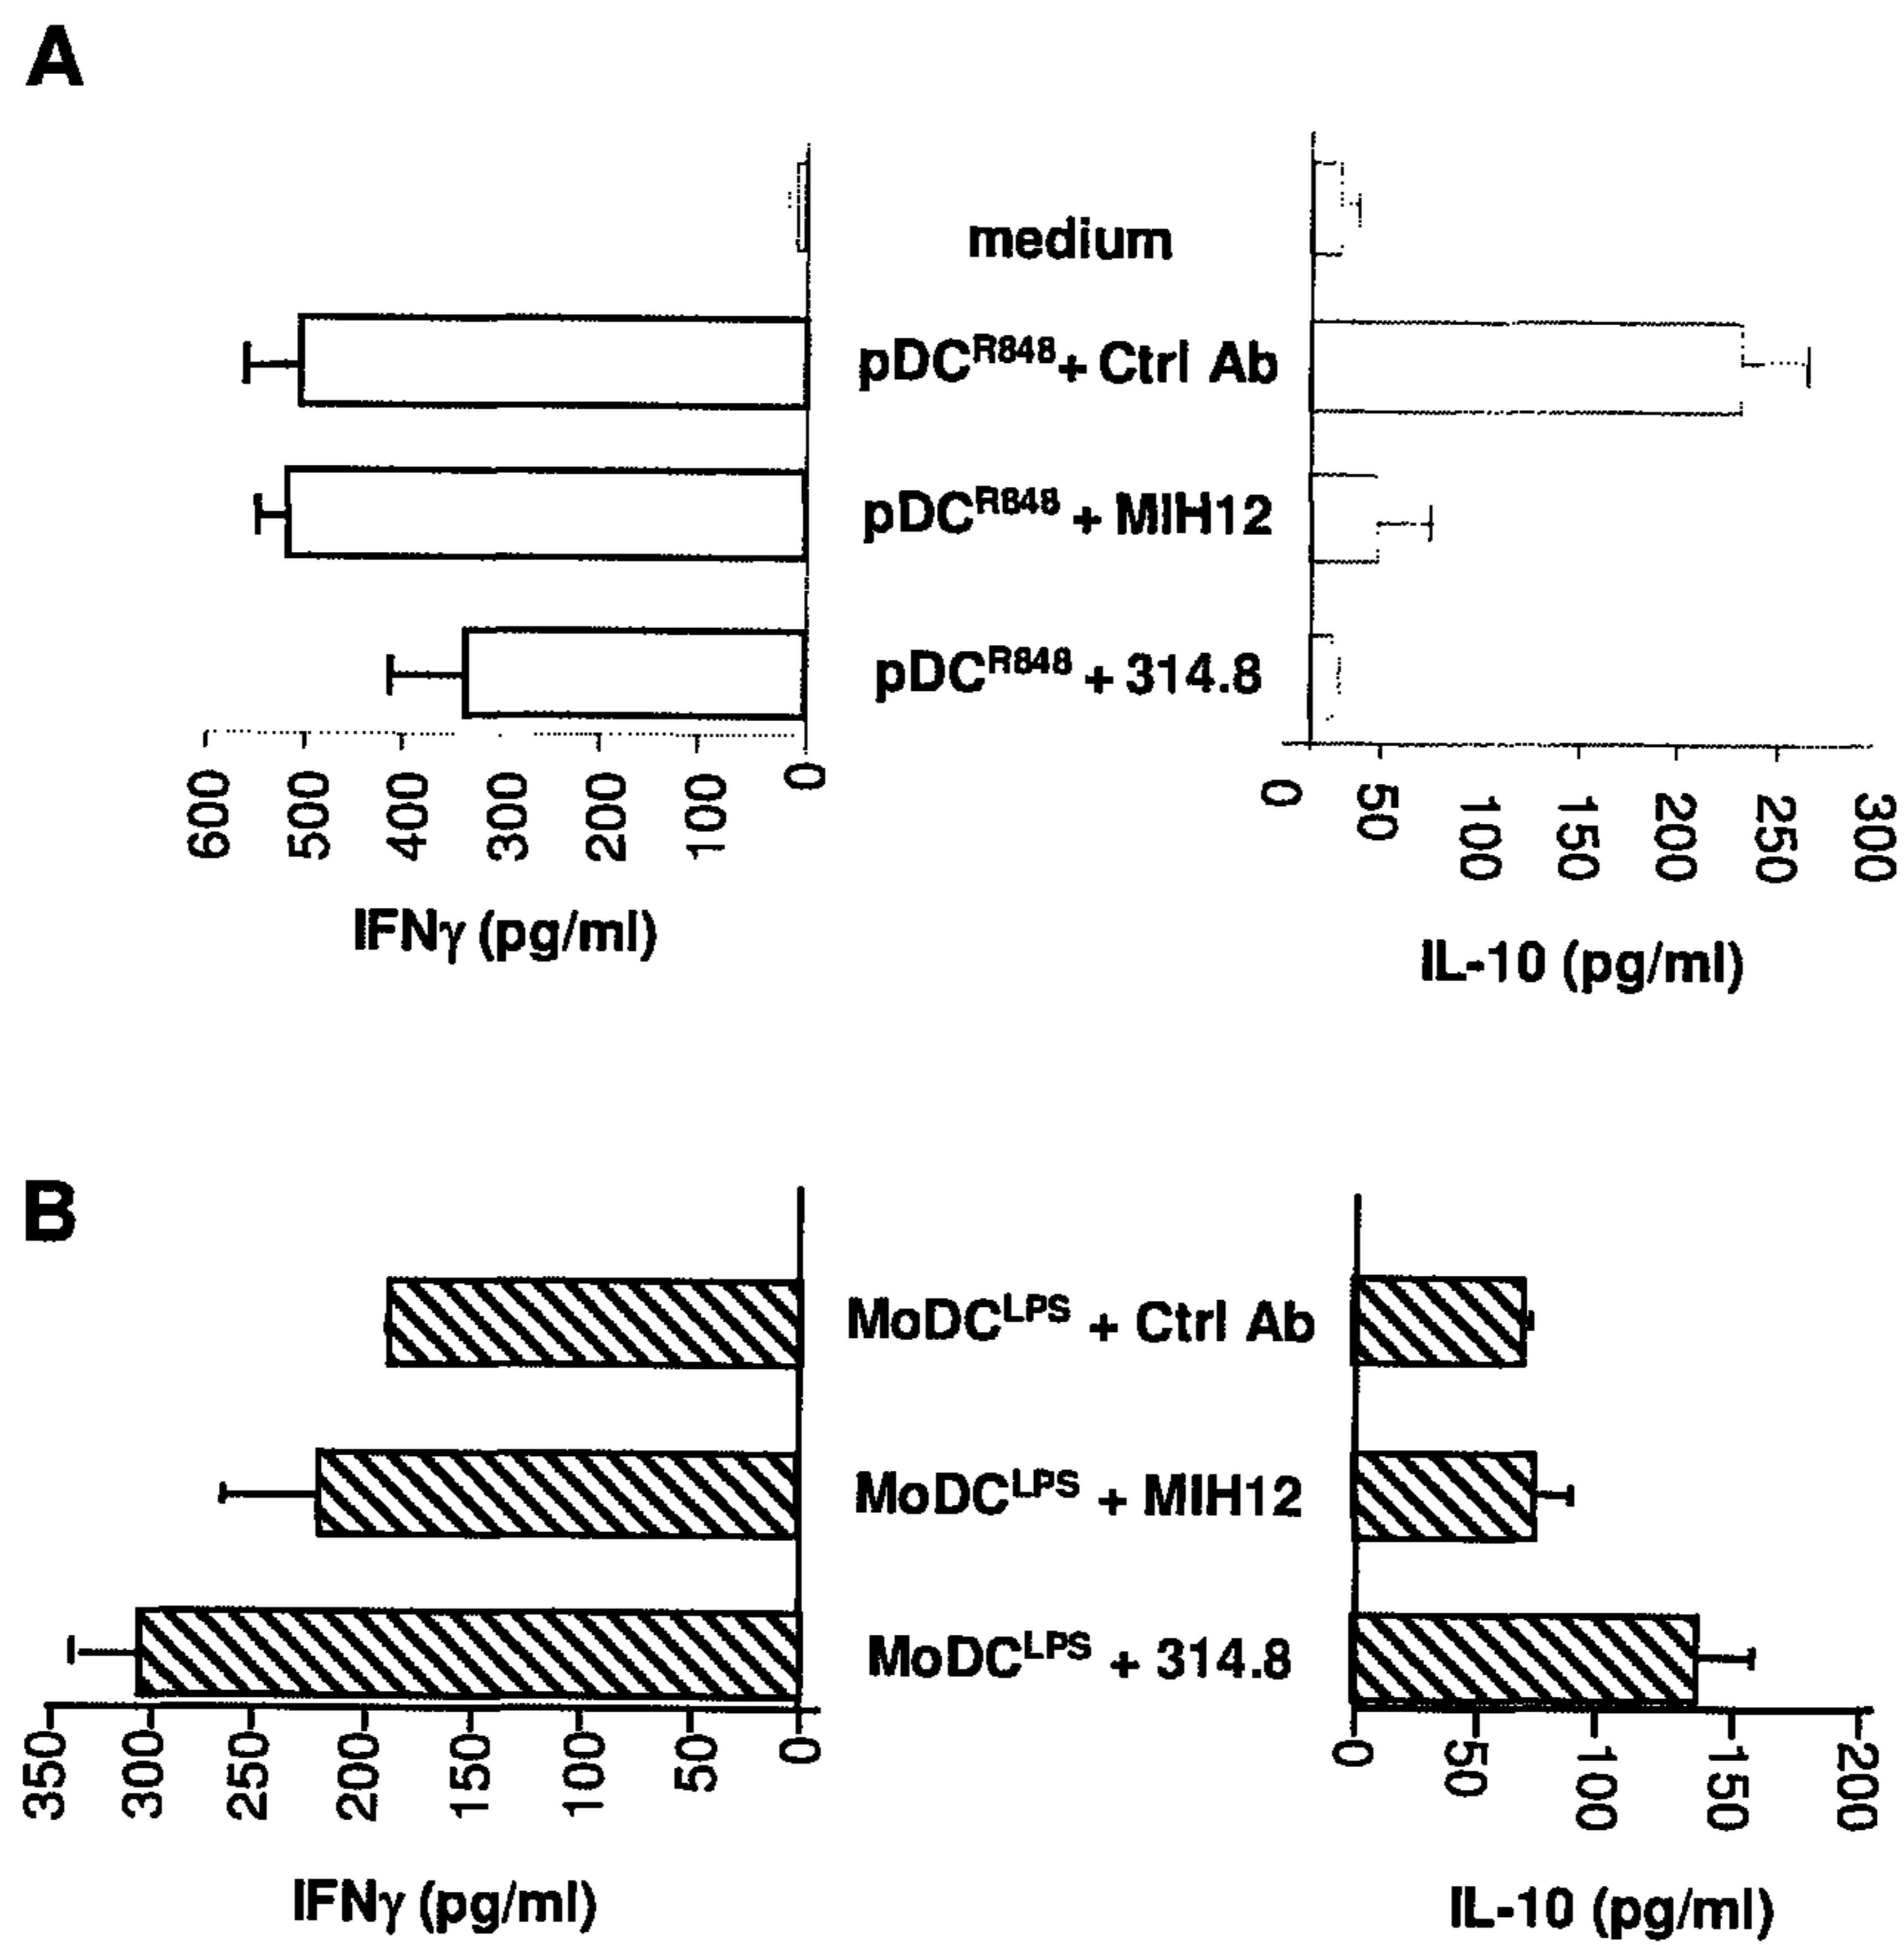 A
medium
pDCR848+ Ctrl Ab
pDCR848 + MIH12
pDCR848 + 314.8
600 500 400 300 200 100 0
0 50 100 150 200 250 300
IFNγ (pg/ml)
IL-10 (pg/ml)
B
MoDCLPS + Ctrl Ab
MoDCLPS + MIH12
MoDCLPS + 314.8
350 300 250 200 150 100 50 0
0 50 100 150 200
IFNγ (pg/ml)
IL-10 (pg/ml)